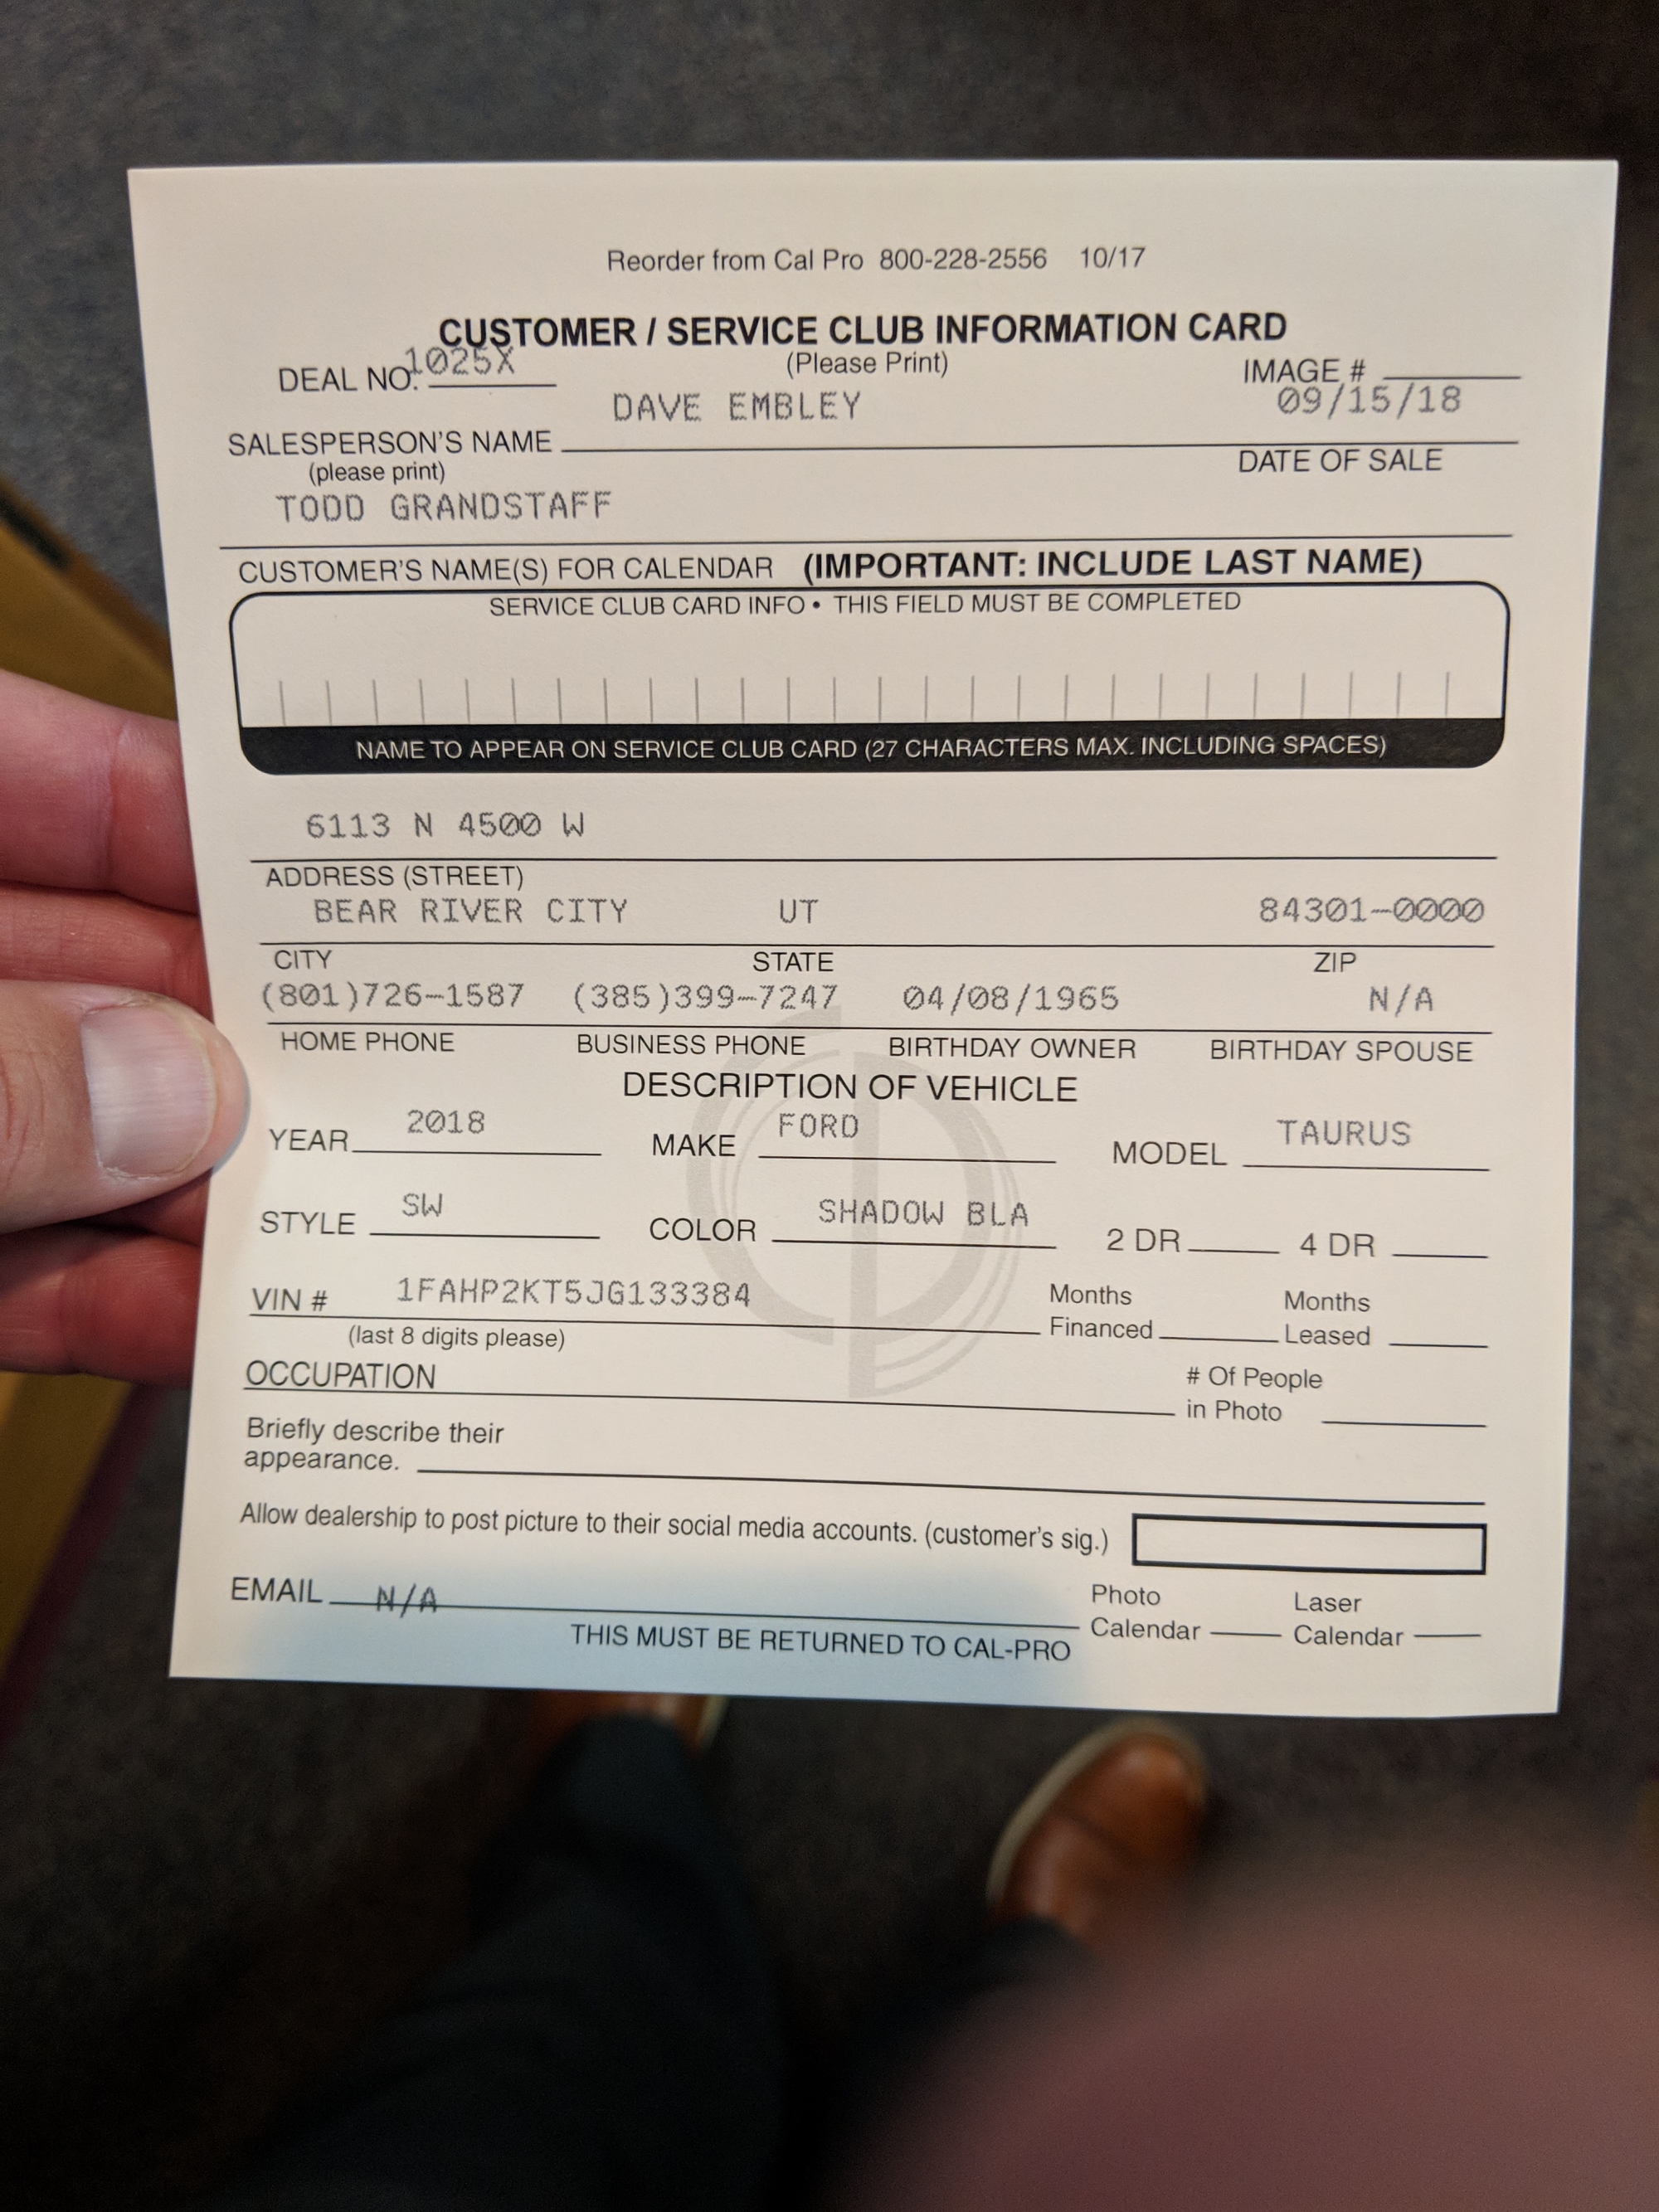 Reorder from Cal Pro 800-228-2556 10/17
CUSTOMER / SERVICE CLUB INFORMATION CARD
DEAL NO. 1025X (Please Print) IMAGE #
DAVE EMBLEY 09/15/18
SALESPERSON'S NAME DATE OF SALE
(please print)
TODD GRANDSTAFF
CUSTOMER'S NAME(S) FOR CALENDAR (IMPORTANT: INCLUDE LAST NAME)
SERVICE CLUB CARD INFO • THIS FIELD MUST BE COMPLETED
NAME TO APPEAR ON SERVICE CLUB CARD (27 CHARACTERS MAX. INCLUDING SPACES)
6113 N 4500 W
ADDRESS (STREET)
BEAR RIVER CITY UT 84301-0000
CITY STATE ZIP
(801)726-1587 (385)399-7247 04/08/1965 N/A
HOME PHONE BUSINESS PHONE BIRTHDAY OWNER BIRTHDAY SPOUSE
DESCRIPTION OF VEHICLE
YEAR 2018 MAKE FORD MODEL TAURUS
STYLE SW COLOR SHADOW BLA 2 DR 4 DR
VIN # 1FAHP2KT5JG133384 Months Months
(last 8 digits please) Financed Leased
OCCUPATION # Of People
in Photo
Briefly describe their
appearance.
Allow dealership to post picture to their social media accounts. (customer's sig.)
EMAIL N/A Photo Laser
Calendar Calendar
THIS MUST BE RETURNED TO CAL-PRO